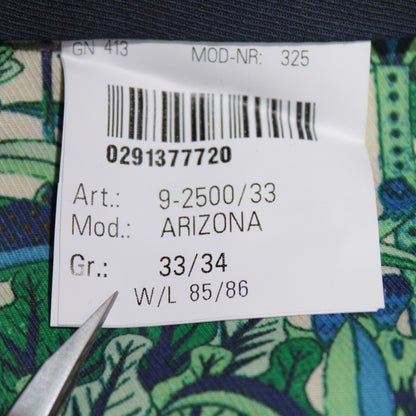 GN 413 MOD-NR: 325
0291377720
Art.: 9-2500/33
Mod.: ARIZONA
Gr.: 33/34
W/L 85/86